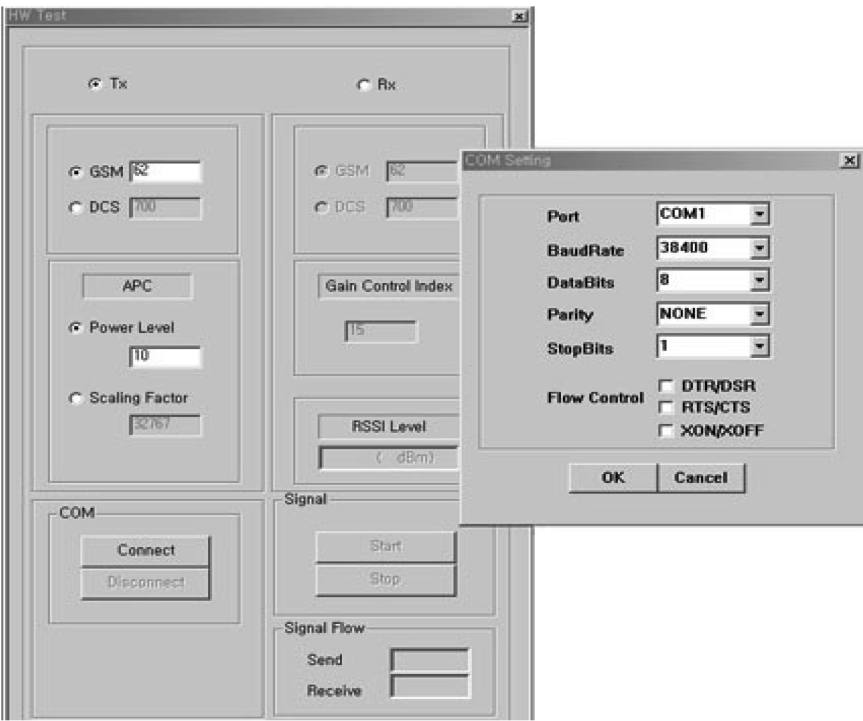 HW Test
Tx
Rx
GSM 62
DCS 700
GSM 62
DCS 700
APC
Power Level
10
Scaling Factor
32767
Gain Control Index
15
RSSI Level
( dBm)
COM
Connect
Disconnect
Signal
Start
Stop
Signal Flow
Send
Receive
COM Setting
Port COM1
BaudRate 38400
DataBits 8
Parity NONE
StopBits 1
Flow Control
DTR/DSR
RTS/CTS
XON/XOFF
OK Cancel